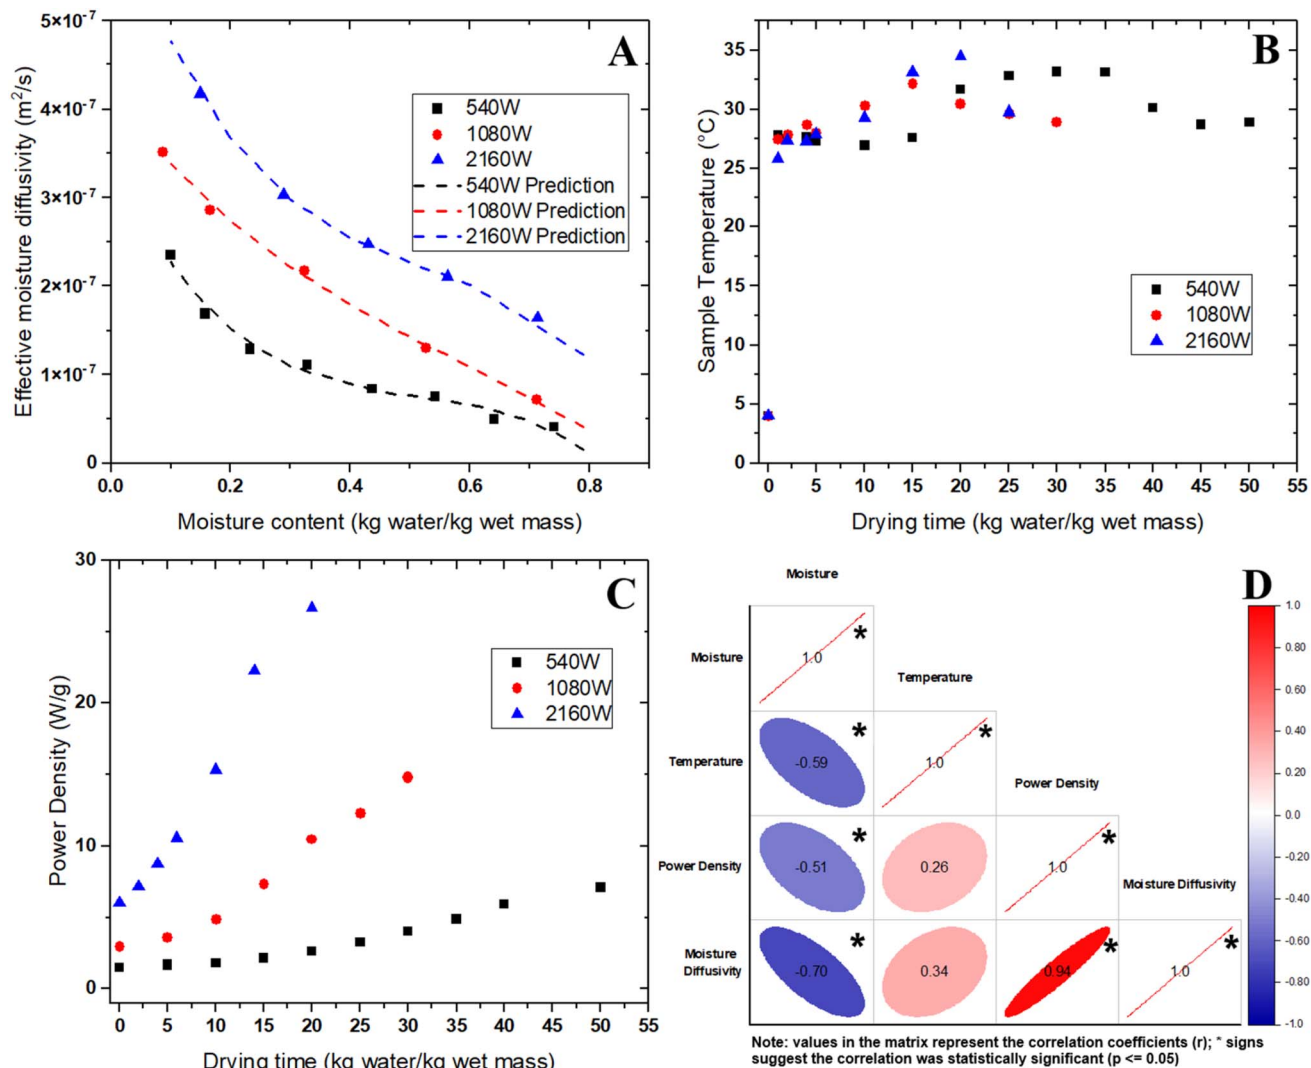 A
5×10⁻⁷
4×10⁻⁷
3×10⁻⁷
2×10⁻⁷
1×10⁻⁷
0
Effective moisture diffusivity (m²/s)
540W
1080W
2160W
540W Prediction
1080W Prediction
2160W Prediction
0.0 0.2 0.4 0.6 0.8
Moisture content (kg water/kg wet mass)
B
35
30
25
20
15
10
5
0
Sample Temperature (°C)
540W
1080W
2160W
0 5 10 15 20 25 30 35 40 45 50 55
Drying time (kg water/kg wet mass)
C
30
20
10
0
Power Density (W/g)
540W
1080W
2160W
0 5 10 15 20 25 30 35 40 45 50 55
Drying time (kg water/kg wet mass)
D
Moisture
Moisture 1.0 *
Temperature
Temperature -0.59 * 1.0 *
Power Density
Power Density -0.51 * 0.26 1.0 *
Moisture Diffusivity
Moisture
Diffusivity
-0.70 * 0.34 0.94 * 1.0 *
1.0
0.80
0.60
0.40
0.20
0.0
-0.20
-0.40
-0.60
-0.80
-1.0
Note: values in the matrix represent the correlation coefficients (r); * signs
suggest the correlation was statistically significant (p <= 0.05)